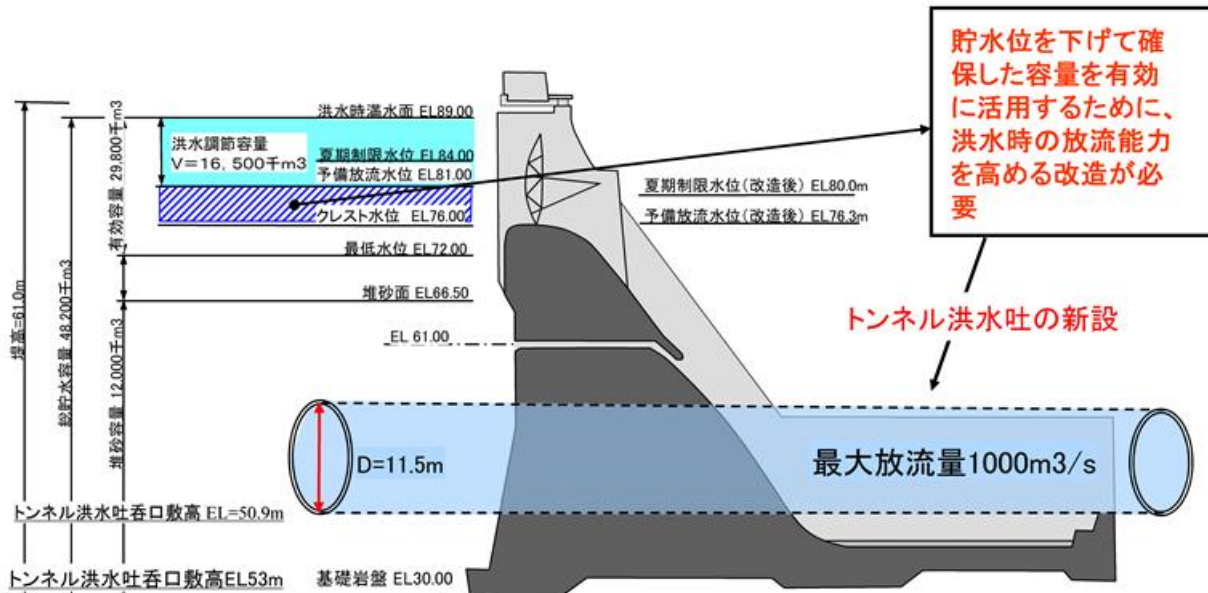 貯水位を下げて確
保した容量を有効
に活用するために、
洪水時の放流能力
を高める改造が必
要
洪水時満水面 EL89.00
洪水調節容量
V=16,500千m3
夏期制限水位 EL84.00
予備放流水位 EL81.00
クレスト水位 EL76.00
最低水位 EL72.00
堆砂面 EL66.50
EL 61.00
夏期制限水位(改造後) EL80.0m
予備放流水位(改造後) EL76.3m
トンネル洪水吐の新設
堤高=61.0m
総貯水容量 48,200千m3
有効容量 29,800千m3
堆砂容量 12,000千m3
D=11.5m
最大放流量1000m3/s
トンネル洪水吐呑口敷高 EL=50.9m
トンネル洪水吐呑口敷高EL53m
基礎岩盤 EL30.00